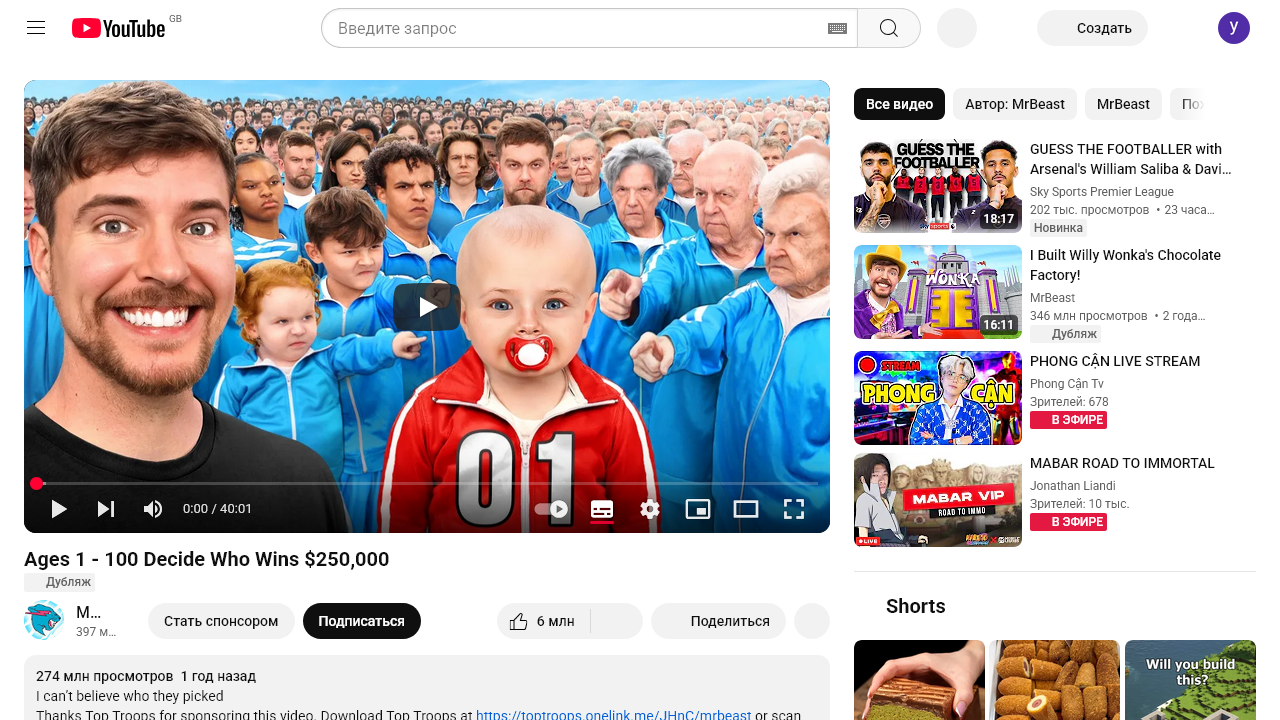 YouTube
GB
Введите запрос
Создать
y
01
0:00 / 40:01
Ages 1 - 100 Decide Who Wins $250,000
Дубляж
M...
397 м...
Стать спонсором
Подписаться
6 млн
Поделиться
274 млн просмотров 1 год назад
I can't believe who they picked
Thanks Top Troops for sponsoring this video. Download Top Troops at https://toptroops.onelink.me/JHnC/mrbeast or scan
Все видео
Автор: MrBeast
MrBeast
GUESS THE
FOOTBALLER
sky sports
18:17
GUESS THE FOOTBALLER with
Arsenal's William Saliba & Davi...
Sky Sports Premier League
202 тыс. просмотров • 23 часа...
Новинка
WONKA
16:11
I Built Willy Wonka's Chocolate
Factory!
MrBeast
346 млн просмотров • 2 года...
Дубляж
STREAM
PHONG CẬN
PHONG CẬN LIVE STREAM
Phong Cận Tv
Зрителей: 678
В ЭФИРЕ
MABAR VIP
ROAD TO IMMO
LIVE
MABAR ROAD TO IMMORTAL
Jonathan Liandi
Зрителей: 10 тыс.
В ЭФИРЕ
Shorts
Will you build
this?